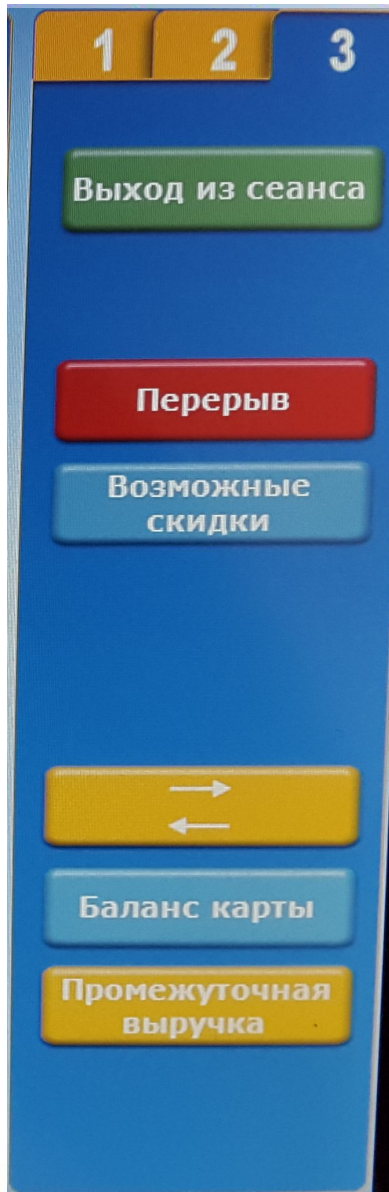 1 2 3
Выход из сеанса
Перерыв
Возможные
скидки
Баланс карты
Промежуточная
выручка